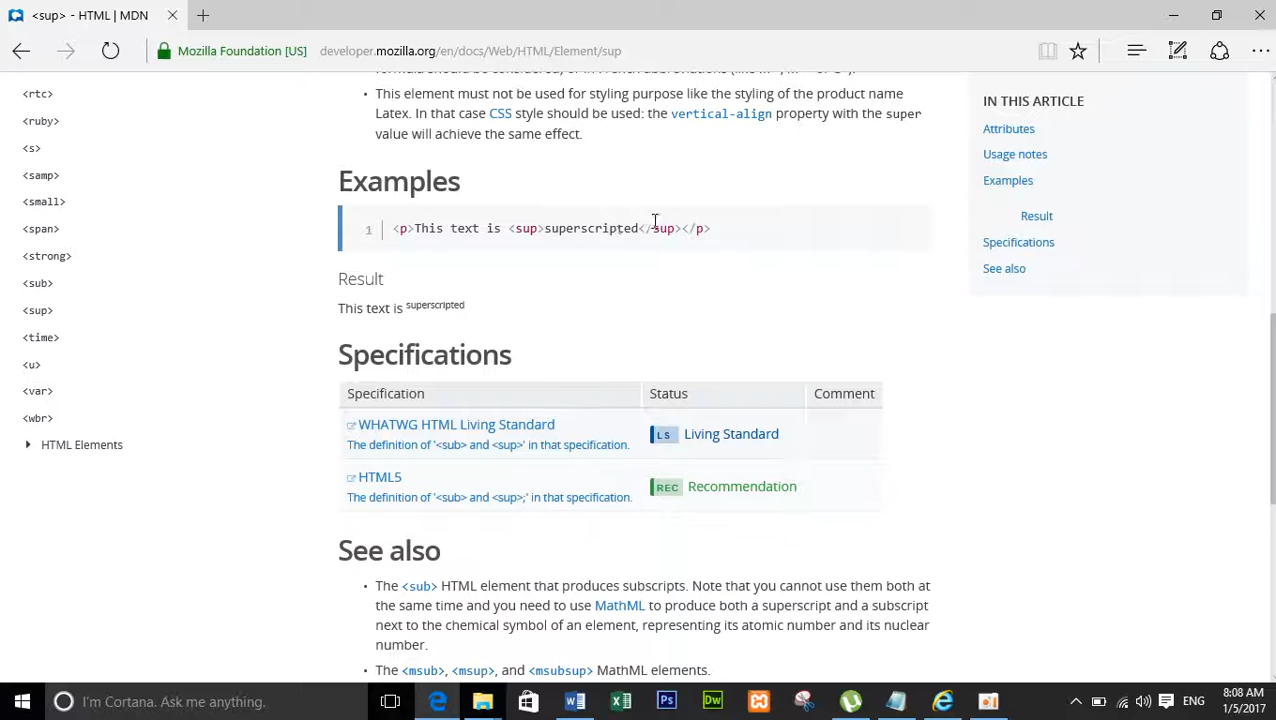 <sup> - HTML | MDN
Mozilla Foundation [US] developer.mozilla.org/en/docs/Web/HTML/Element/sup
<rtc>
<ruby>
<s>
<samp>
<small>
<span>
<strong>
<sub>
<sup>
<time>
<u>
<var>
<wbr>
HTML Elements
This element must not be used for styling purpose like the styling of the product name
Latex. In that case CSS style should be used: the vertical-align property with the super
value will achieve the same effect.
Examples
1 <p>This text is <sup>superscripted</sup></p>
Result
This text is superscripted
Specifications
Specification Status Comment
WHATWG HTML Living Standard
The definition of '<sub> and <sup>' in that specification.
LS Living Standard
HTML5
The definition of '<sub> and <sup>;' in that specification.
REC Recommendation
See also
The <sub> HTML element that produces subscripts. Note that you cannot use them both at
the same time and you need to use MathML to produce both a superscript and a subscript
next to the chemical symbol of an element, representing its atomic number and its nuclear
number.
The <msub>, <msup>, and <msubsup> MathML elements.
IN THIS ARTICLE
Attributes
Usage notes
Examples
Result
Specifications
See also
I'm Cortana. Ask me anything.
ENG
8:08 AM
1/5/2017